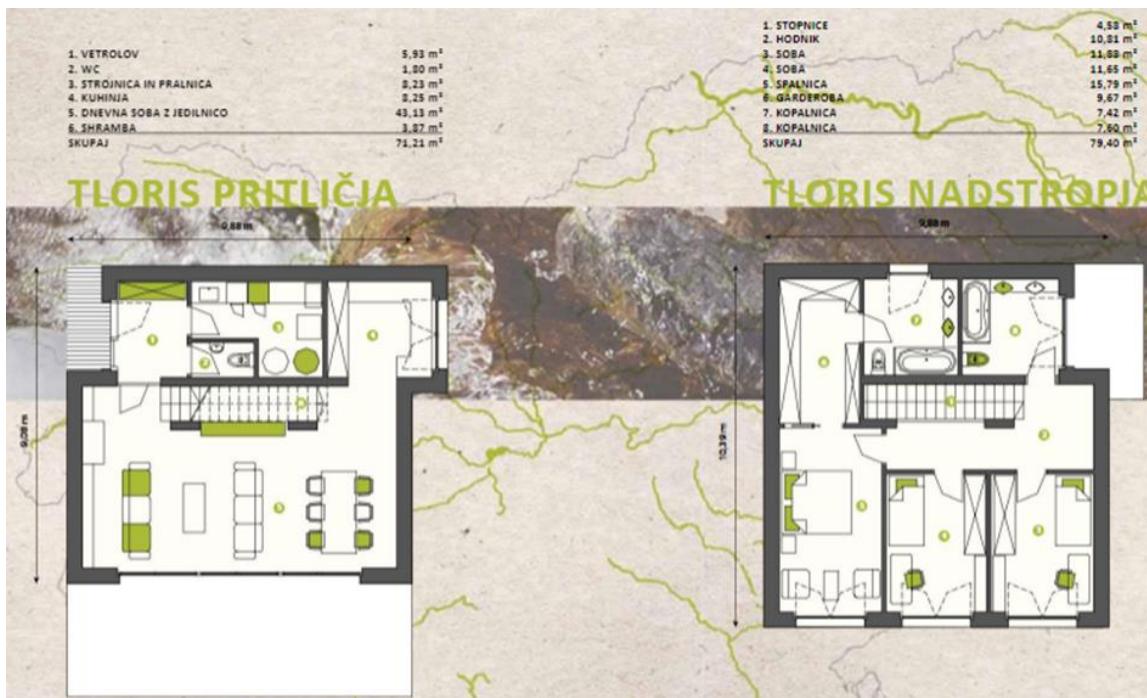 1. VETROLOV 5,93 m²
2. WC 1,80 m²
3. STROJNICA IN PRALNICA 8,23 m²
4. KUHINJA 8,25 m²
5. DNEVNA SOBA Z JEDILNICO 43,13 m²
6. SHRAMBA 3,87 m²
SKUPAJ 71,21 m²
TLORIS PRITLIČJA
9,88 m
9,08 m
1. STOPNICE 4,58 m²
2. HODNIK 10,81 m²
3. SOBA 11,88 m²
4. SOBA 11,65 m²
5. SPALNICA 15,79 m²
6. GARDEROBA 9,67 m²
7. KOPALNICA 7,42 m²
8. KOPALNICA 7,60 m²
SKUPAJ 79,40 m²
TLORIS NADSTROPJA
9,88 m
10,39 m